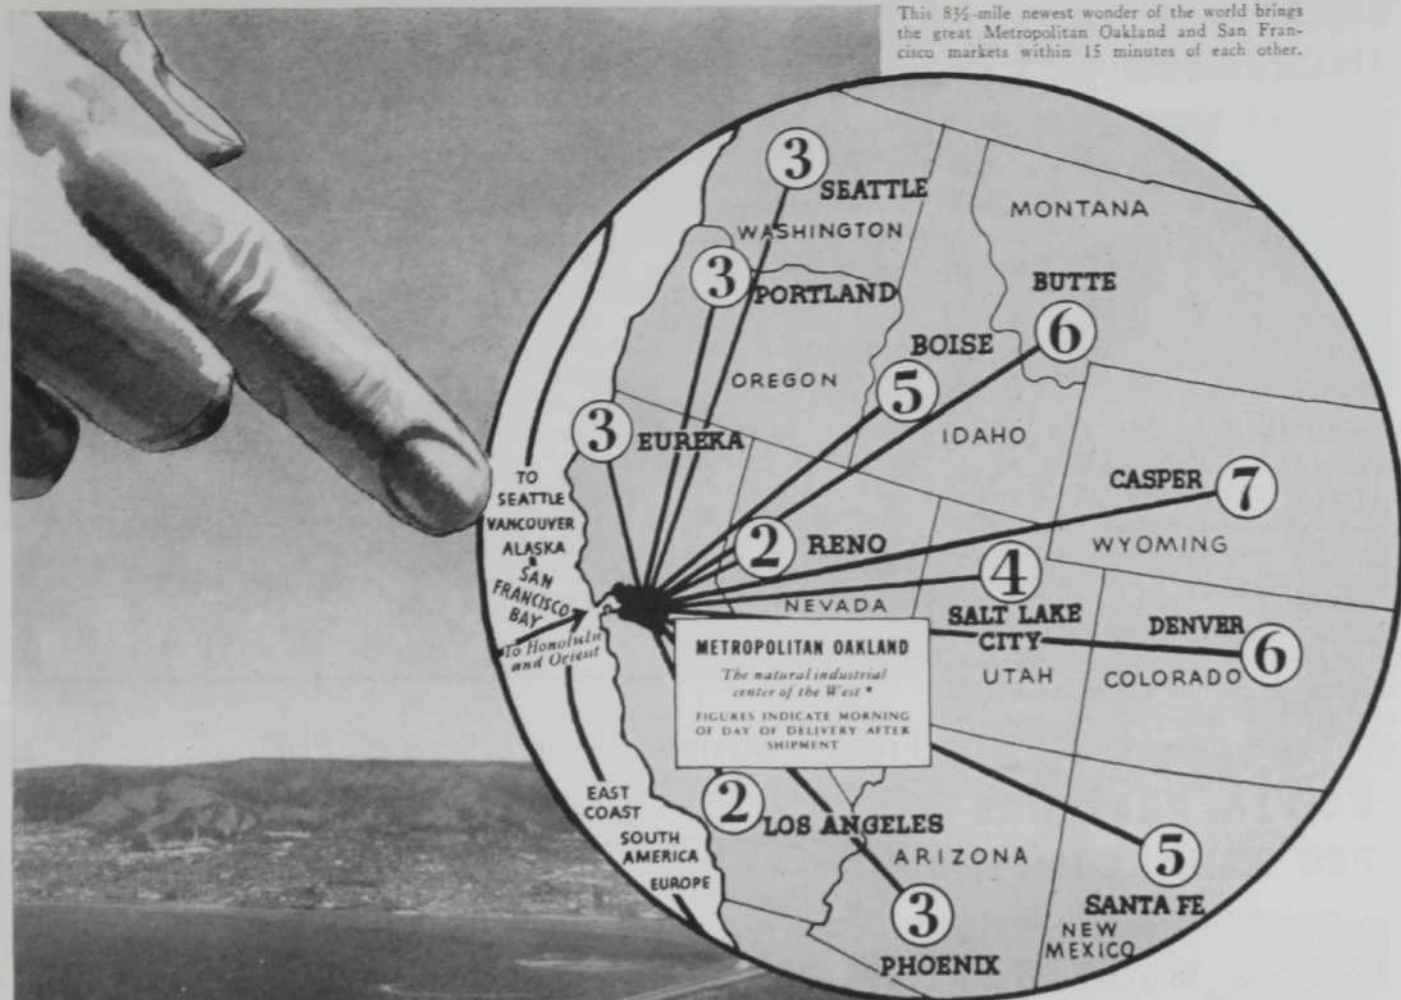 This 8½-mile newest wonder of the world brings
the great Metropolitan Oakland and San Fran-
cisco markets within 15 minutes of each other.
3
SEATTLE
WASHINGTON
MONTANA
3
PORTLAND
BUTTE
6
BOISE
5
OREGON
IDAHO
3
EUREKA
CASPER
7
WYOMING
TO
SEATTLE
VANCOUVER
ALASKA
&
SAN
FRANCISCO
BAY
To Honolulu
and Orient
2
RENO
NEVADA
4
SALT LAKE
CITY
UTAH
DENVER
6
COLORADO
METROPOLITAN OAKLAND
The natural industrial
center of the West *
FIGURES INDICATE MORNING
OF DAY OF DELIVERY AFTER
SHIPMENT
EAST
COAST
SOUTH
AMERICA
EUROPE
2
LOS ANGELES
ARIZONA
3
PHOENIX
5
SANTA FE
NEW
MEXICO